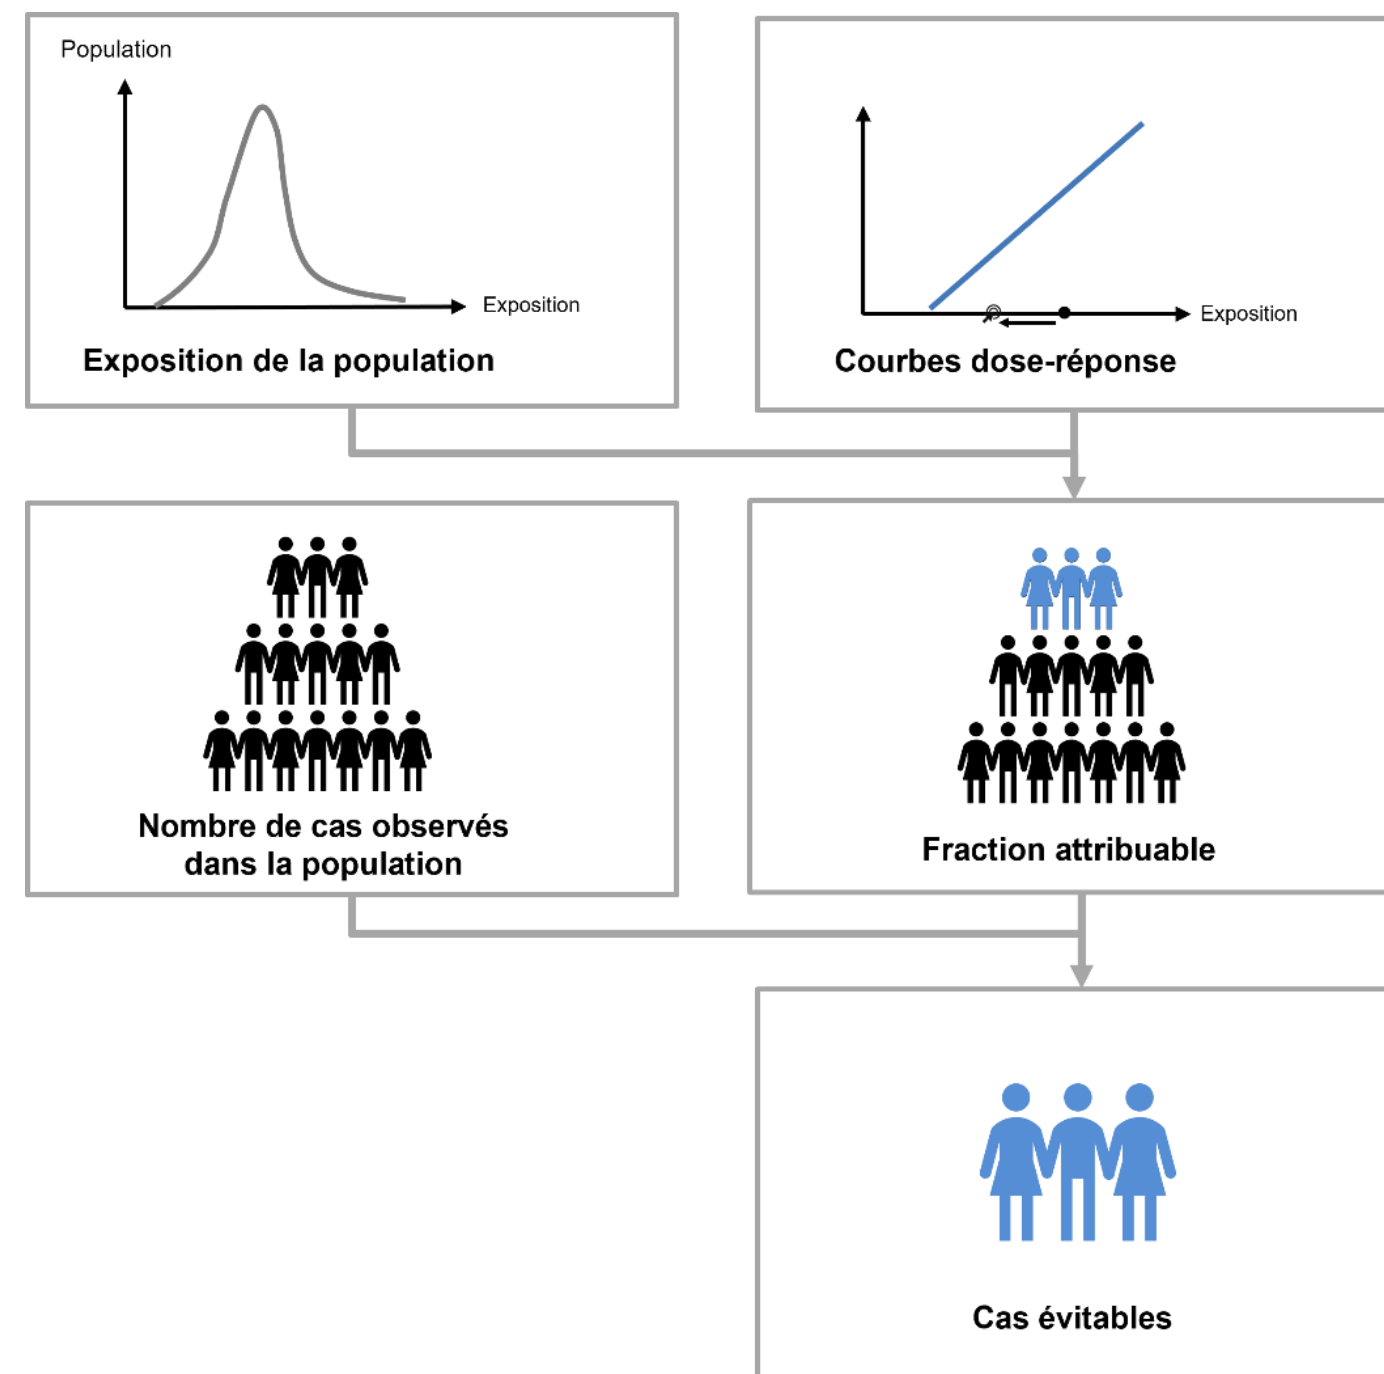 Population
Exposition
Exposition de la population
Exposition
Courbes dose-réponse
Nombre de cas observés
dans la population
Fraction attribuable
Cas évitables